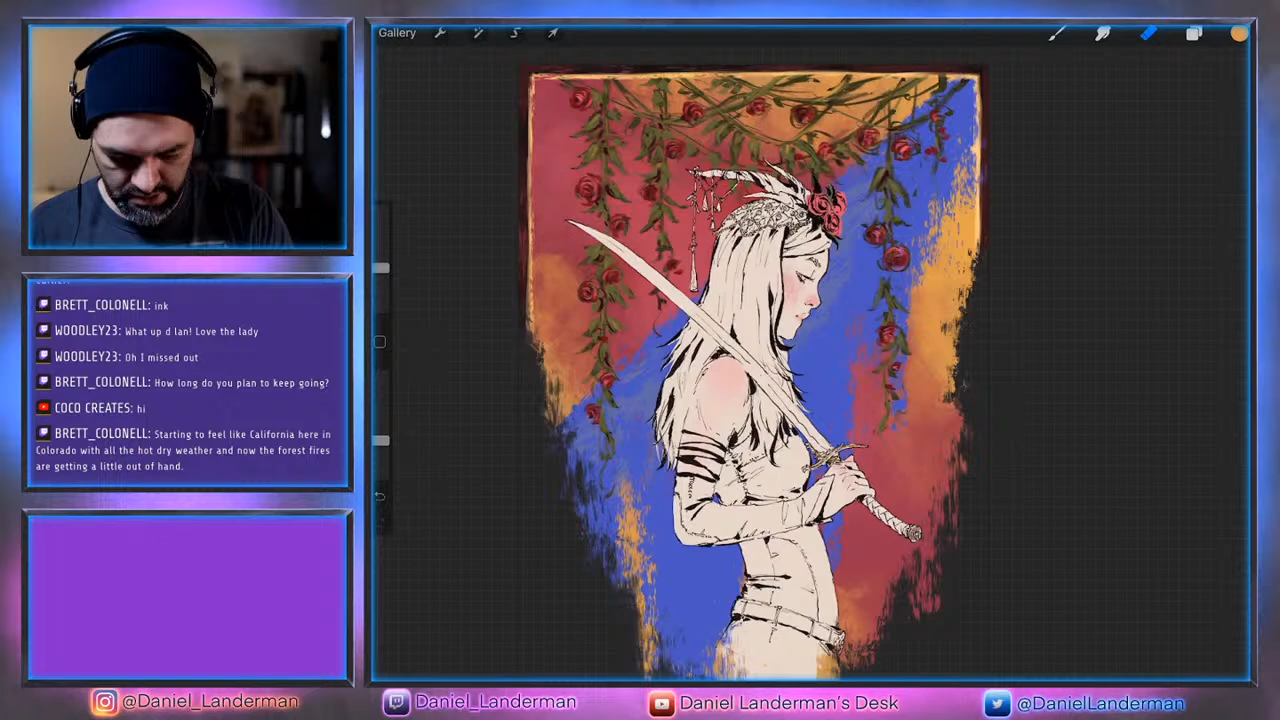 Gallery
BRETT_COLONELL: ink
WOODLEY23: What up d lan! Love the lady
WOODLEY23: Oh I missed out
BRETT_COLONELL: How long do you plan to keep going?
COCO CREATES: hi
BRETT_COLONELL: Starting to feel like California here in
Colorado with all the hot dry weather and now the forest fires
are getting a little out of hand.
@Daniel_Landerman
Daniel_Landerman
Daniel Landerman's Desk
@DanielLanderman